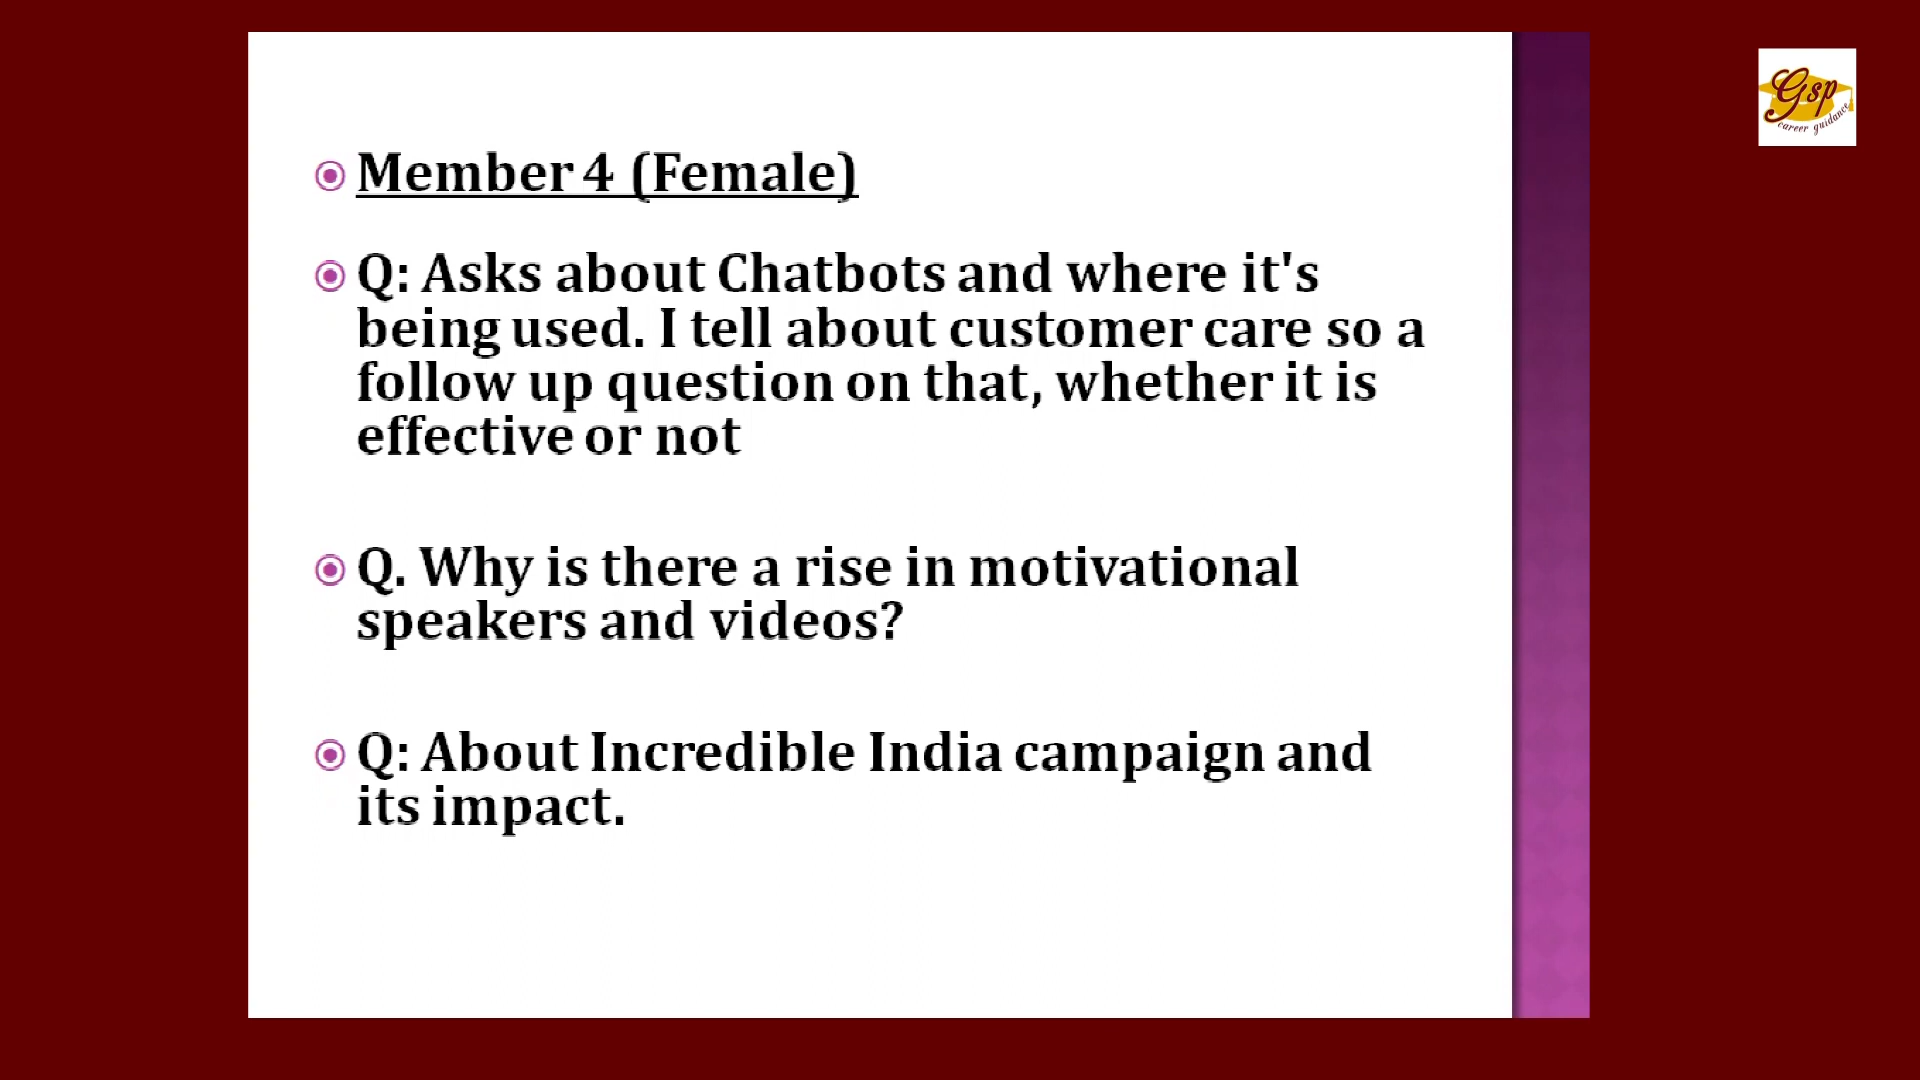 Gsp
career guidance
Member 4 (Female)
Q: Asks about Chatbots and where it's
being used. I tell about customer care so a
follow up question on that, whether it is
effective or not
Q. Why is there a rise in motivational
speakers and videos?
Q: About Incredible India campaign and
its impact.